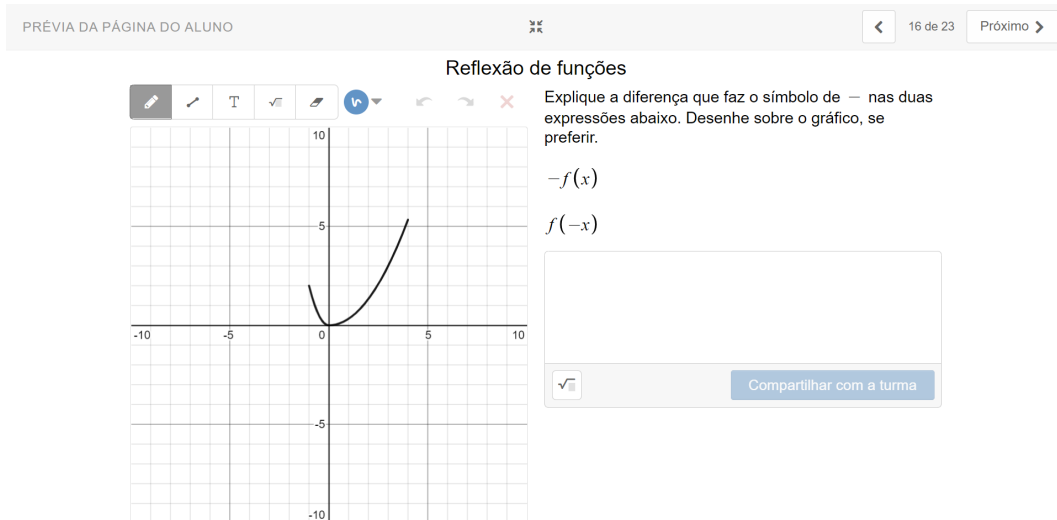 PRÉVIA DA PÁGINA DO ALUNO
16 de 23
Próximo
Reflexão de funções
T
√
Explique a diferença que faz o símbolo de − nas duas
expressões abaixo. Desenhe sobre o gráfico, se
preferir.
−f(x)
f(−x)
10
5
-10
-5
0
5
10
-5
-10
√
Compartilhar com a turma